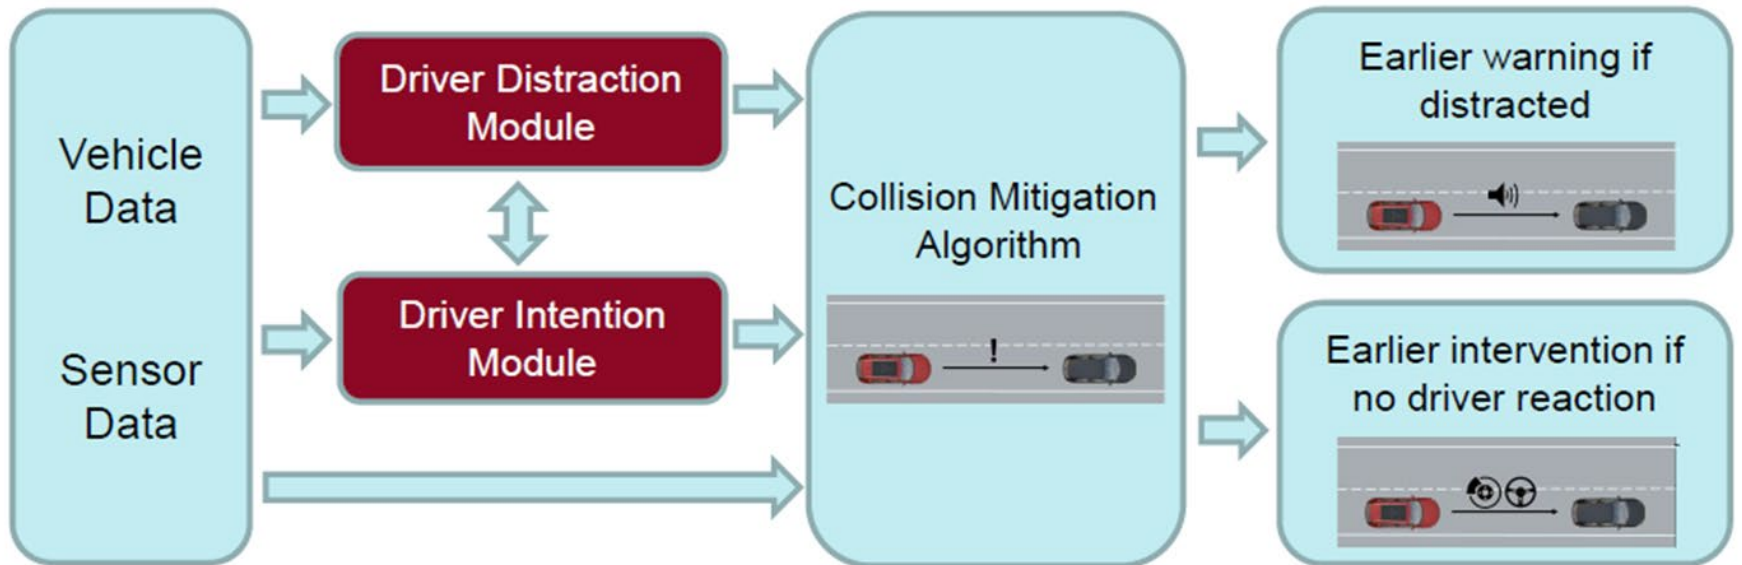 Vehicle
Data
Sensor
Data
Driver Distraction
Module
Driver Intention
Module
Collision Mitigation
Algorithm
!
Earlier warning if
distracted
Earlier intervention if
no driver reaction